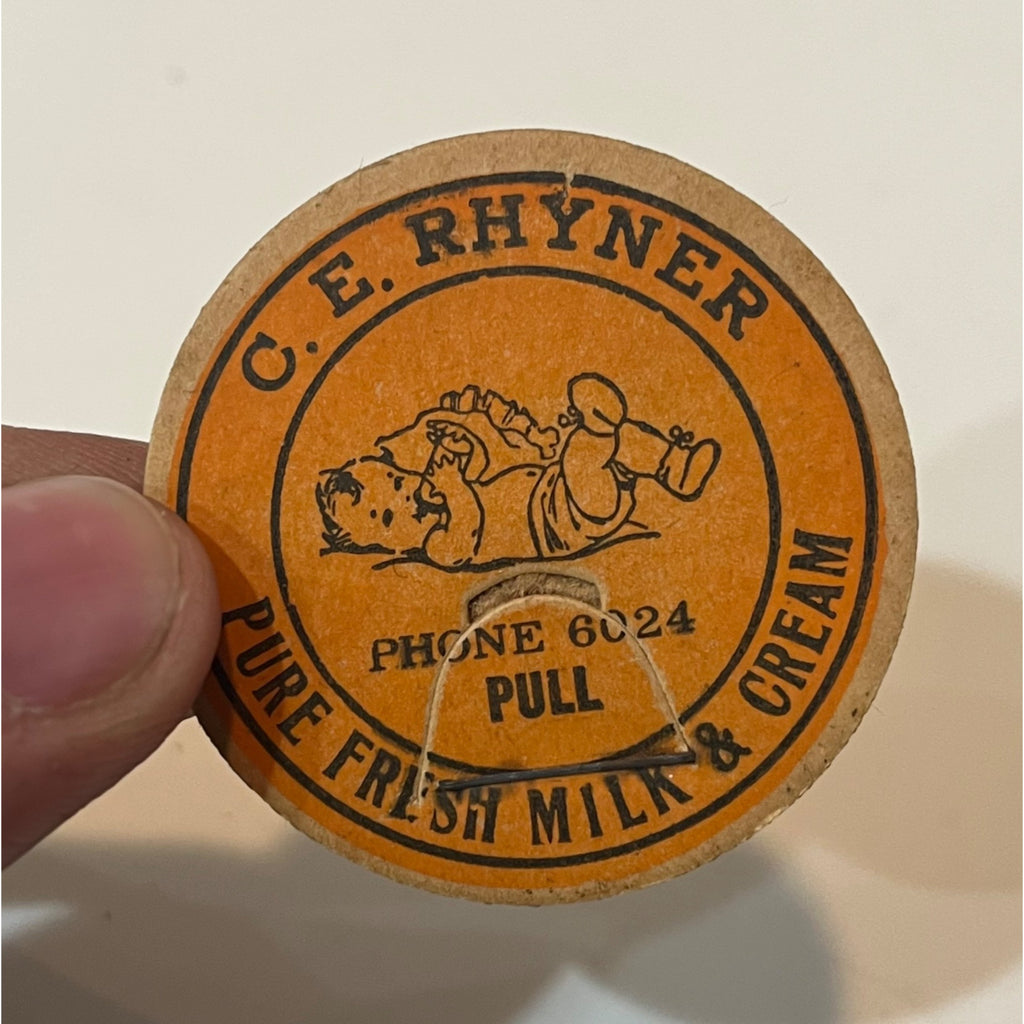 C. E. RHYNER
PHONE 6024
PULL
PURE FRESH MILK & CREAM